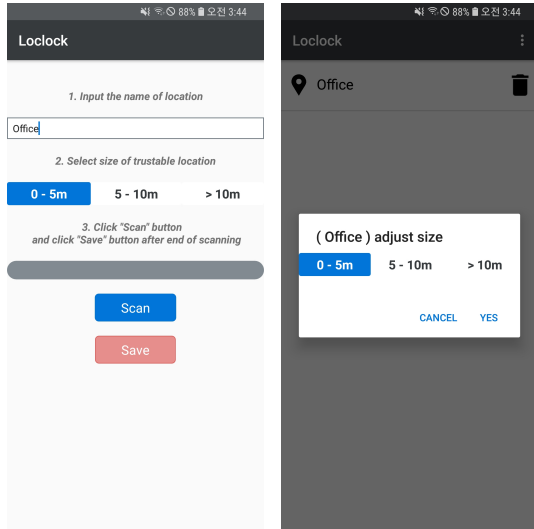 88% 오전 3:44
Loclock
1. Input the name of location
Office
2. Select size of trustable location
0 - 5m 5 - 10m > 10m
3. Click "Scan" button
and click "Save" button after end of scanning
Scan
Save
88% 오전 3:44
Loclock
Office
( Office ) adjust size
0 - 5m 5 - 10m > 10m
CANCEL YES